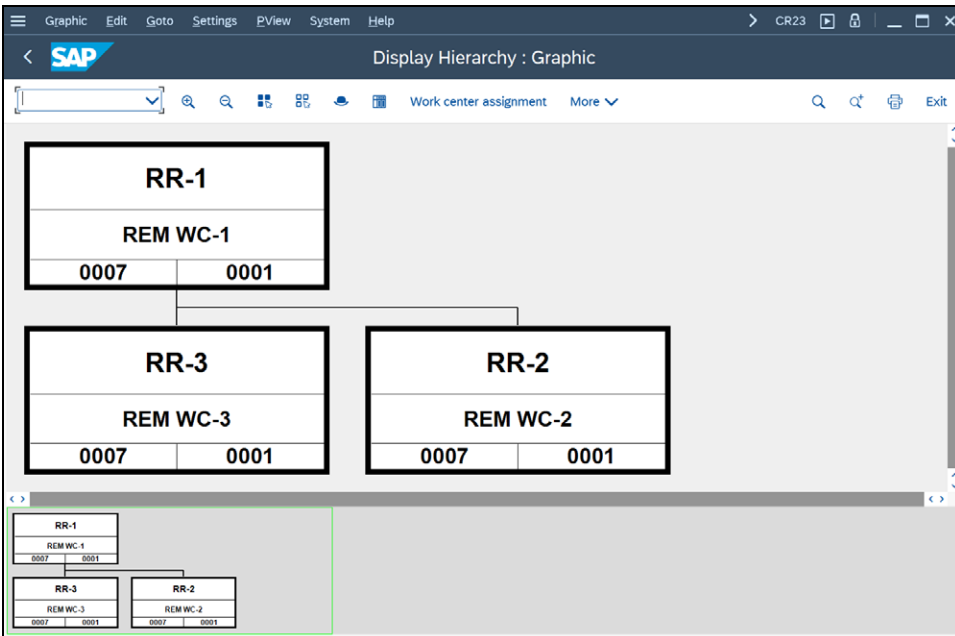 Graphic Edit Goto Settings PView System Help CR23
SAP Display Hierarchy : Graphic
Work center assignment More Exit
RR-1
REM WC-1
0007 0001
RR-3 RR-2
REM WC-3 REM WC-2
0007 0001 0007 0001
RR-1
REM WC-1
0007 0001
RR-3 RR-2
REM WC-3 REM WC-2
0007 0001 0007 0001